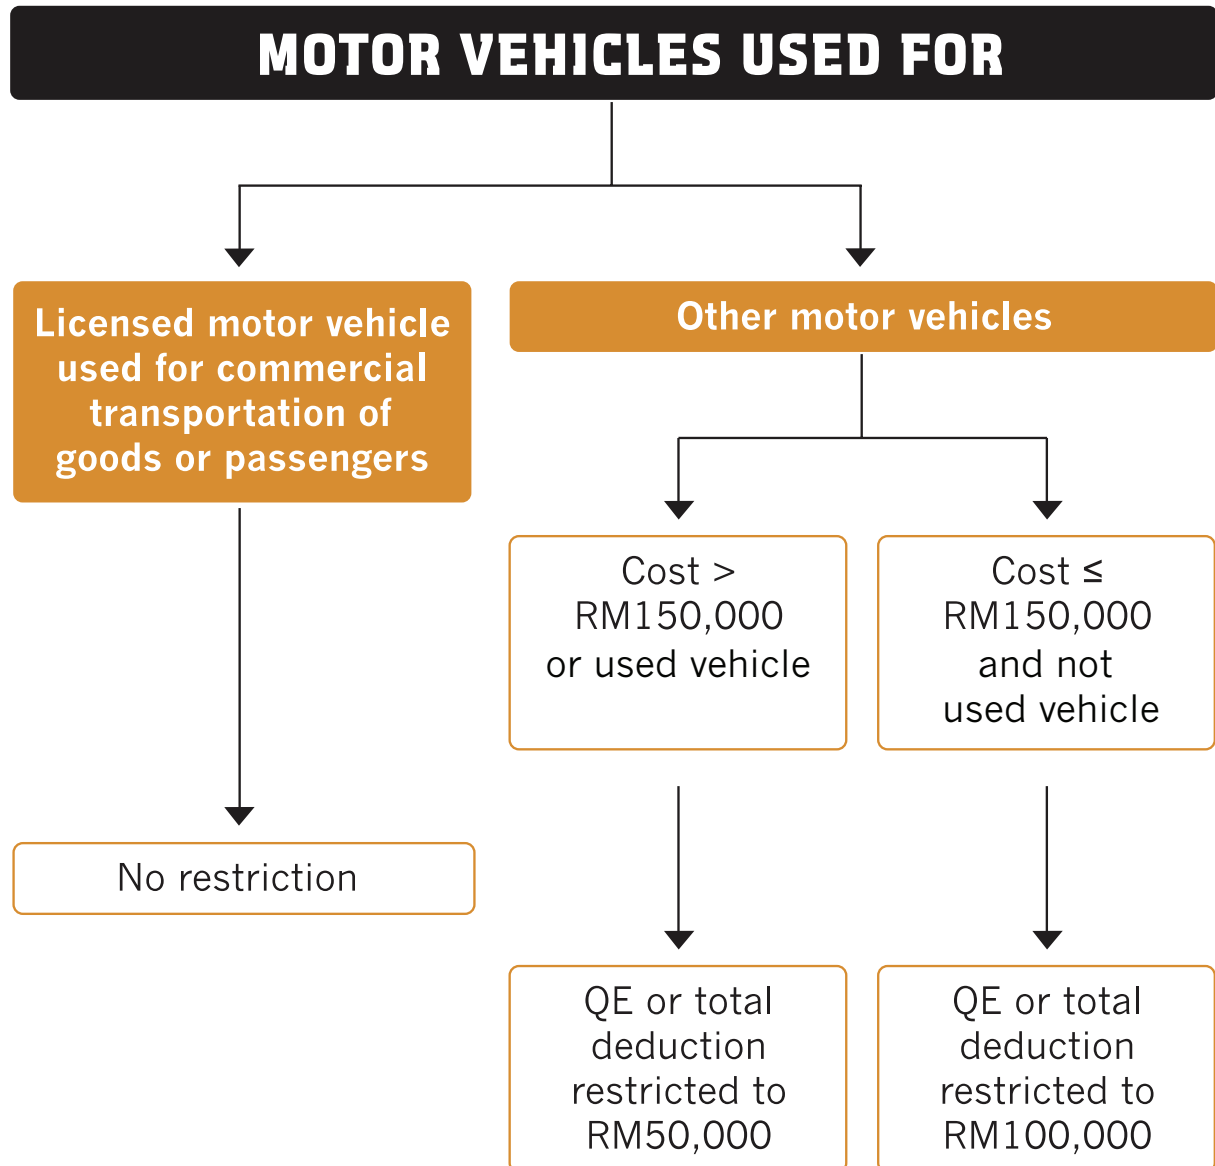 MOTOR VEHICLES USED FOR
Licensed motor vehicle
used for commercial
transportation of
goods or passengers
Other motor vehicles
Cost >
RM150,000
or used vehicle
Cost ≤
RM150,000
and not
used vehicle
No restriction
QE or total
deduction
restricted to
RM50,000
QE or total
deduction
restricted to
RM100,000